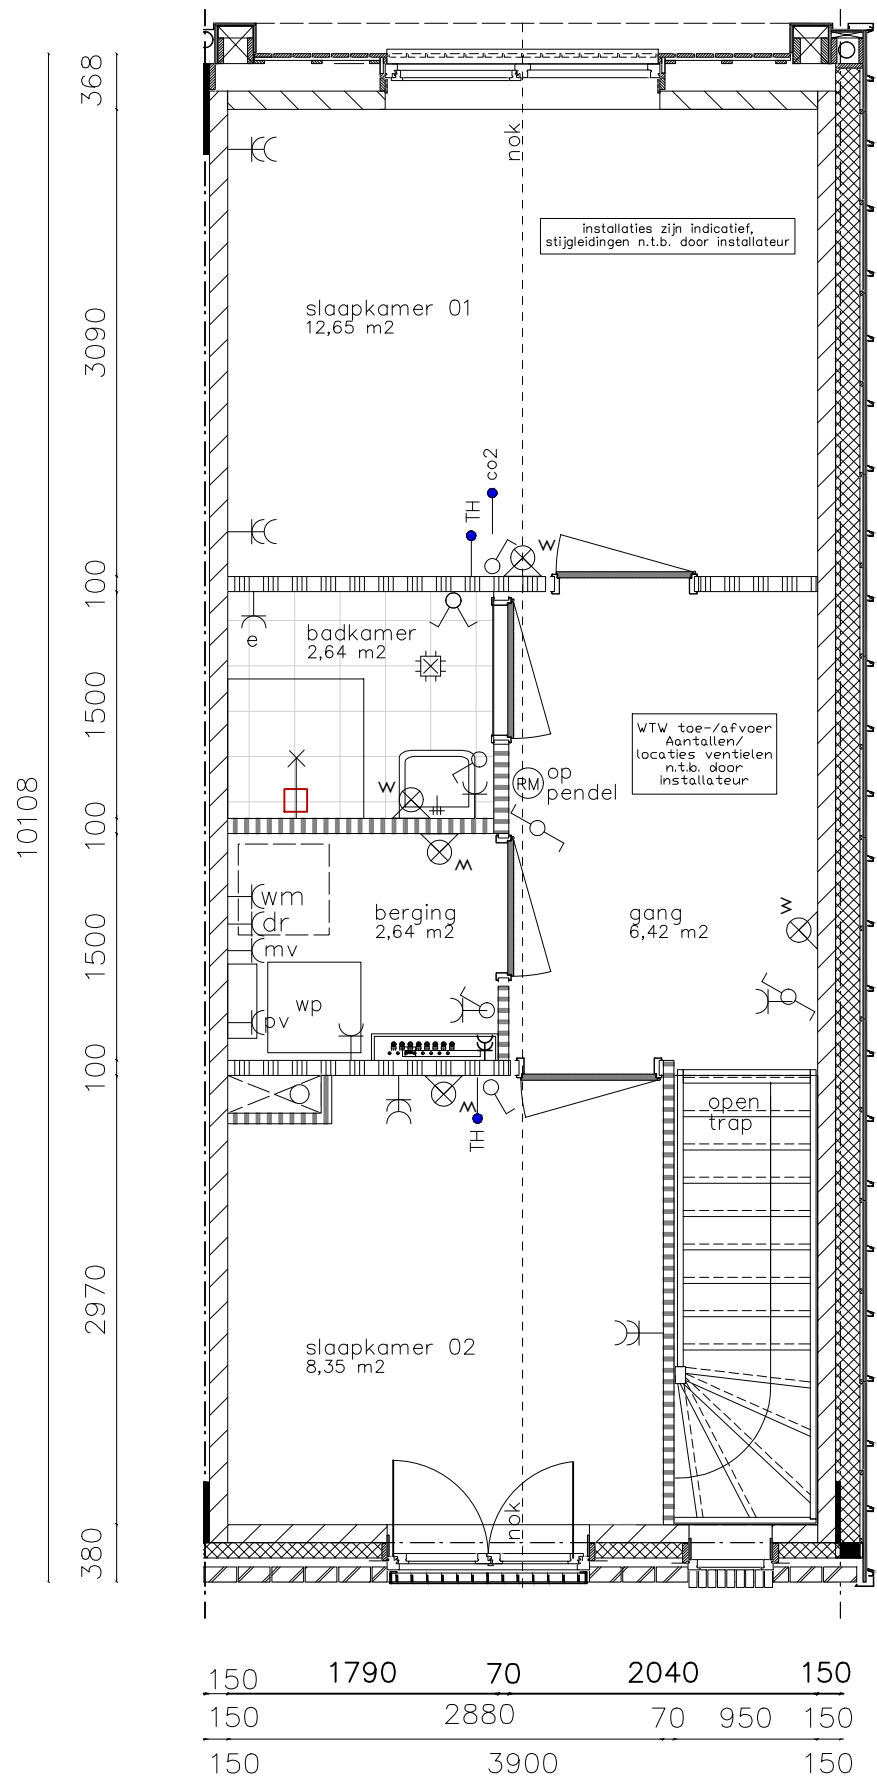 368
nok
installaties zijn indicatief,
stijgleidingen n.t.b. door installateur
slaapkamer 01
12,65 m2
3090
co2
TH
W
100
e
badkamer
2,64 m2
1500
WTW toe-/afvoer
Aantallen/
locaties ventielen
n.t.b. door
installateur
RM
op
pendel
W
10108
100
W
wm
dr
mv
berging
2,64 m2
gang
6,42 m2
W
1500
wp
pv
100
W
TH
open
trap
2970
slaapkamer 02
8,35 m2
nok
380
150 1790 70 2040 150
150 2880 70 950 150
150 3900 150